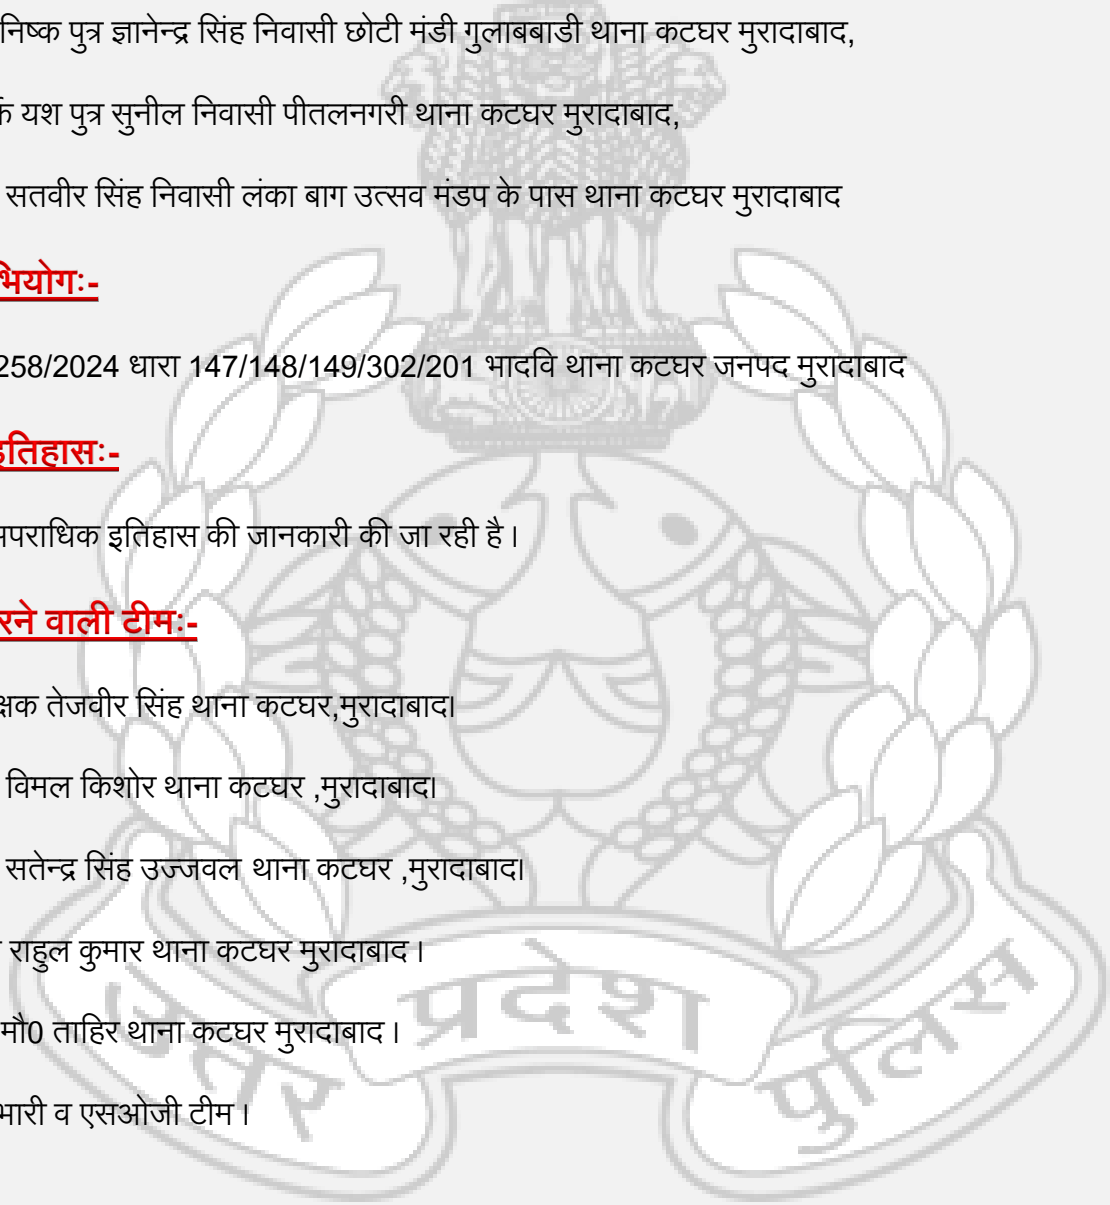 निष्क पुत्र ज्ञानेन्द्र सिंह निवासी छोटी मंडी गुलाबबाडी थाना कटघर मुरादाबाद,
र्फ यश पुत्र सुनील निवासी पीतलनगरी थाना कटघर मुरादाबाद,
सतवीर सिंह निवासी लंका बाग उत्सव मंडप के पास थाना कटघर मुरादाबाद
भियोगः-
258/2024 धारा 147/148/149/302/201 भादवि थाना कटघर जनपद मुरादाबाद
इतिहासः-
पराधिक इतिहास की जानकारी की जा रही है।
रने वाली टीमः-
क्षक तेजवीर सिंह थाना कटघर,मुरादाबाद।
विमल किशोर थाना कटघर ,मुरादाबाद।
सतेन्द्र सिंह उज्जवल थाना कटघर ,मुरादाबाद।
राहुल कुमार थाना कटघर मुरादाबाद।
मौ0 ताहिर थाना कटघर मुरादाबाद।
भारी व एसओजी टीम।
उत्तर प्रदेश पुलिस